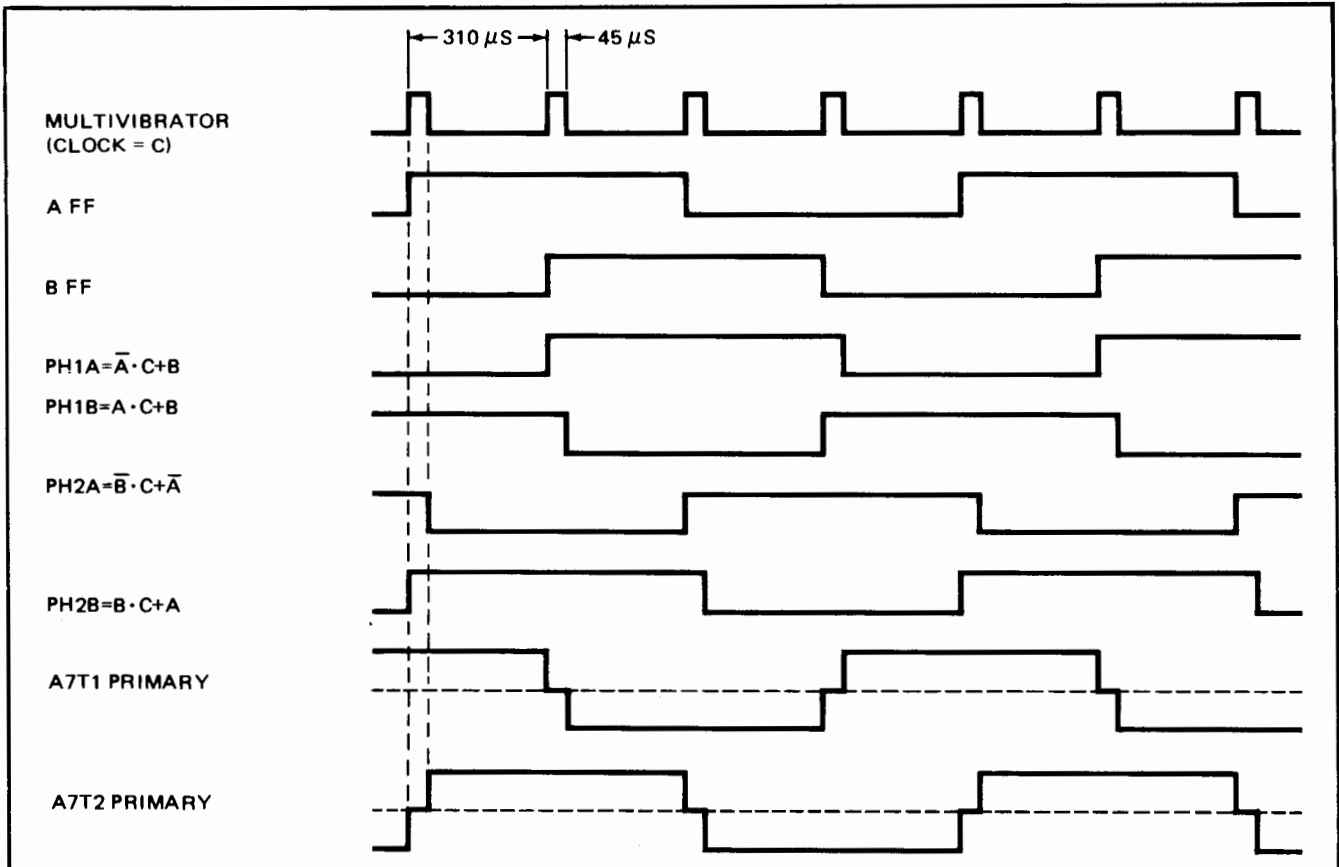 310 μS
45 μS
MULTIVIBRATOR
(CLOCK = C)
A FF
B FF
PH1A=A̅·C+B
PH1B=A·C+B
PH2A=B̅·C+A̅
PH2B=B·C+A
A7T1 PRIMARY
A7T2 PRIMARY